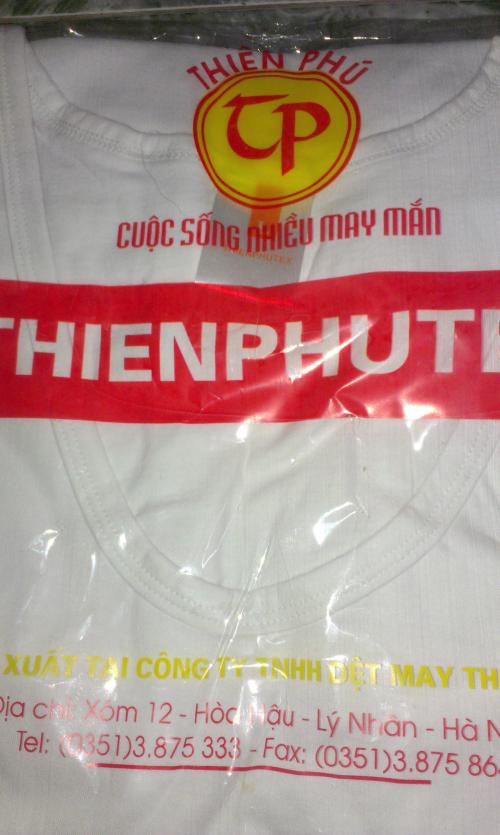 THIÊN PHÚ
TP
CUỘC SỐNG NHIỀU MAY MẮN
THIENPHUTEX
THIENPHUTE
XUẤT TẠI CÔNG TY TNHH DỆT MAY TH
Địa chỉ: Xóm 12 - Hòa Hậu - Lý Nhân - Hà N
Tel: (0351)3.875 333 - Fax: (0351)3.875 86